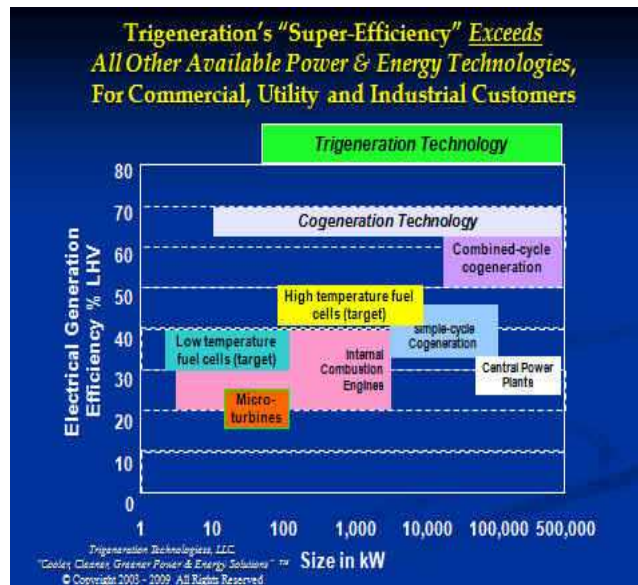 Trigeneration's "Super-Efficiency" Exceeds
All Other Available Power & Energy Technologies,
For Commercial, Utility and Industrial Customers
Trigeneration Technology
80
70
Cogeneration Technology
60
Combined-cycle
cogeneration
50
High temperature fuel
cells (target)
40
Simple-cycle
Cogeneration
Low temperature
fuel cells (target)
Internal
Combustion
Engines
30
Central Power
Plants
Micro-
turbines
20
10
0
Electrical Generation
Efficiency % LHV
1
10
100
1,000
10,000
100,000
500,000
Size in kW
Trigeneration Technologies, LLC
"Cooler, Cleaner, Greener Power & Energy Solutions" ™
© Copyright 2003 - 2009 All Rights Reserved